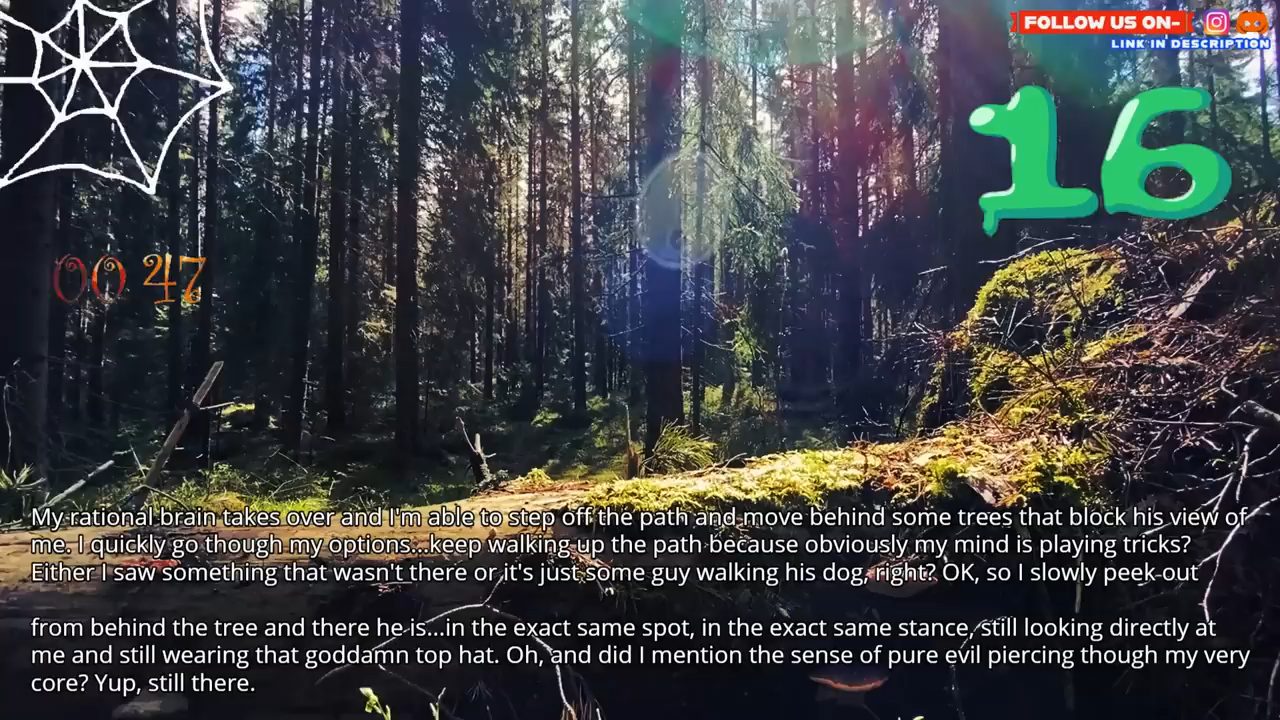 FOLLOW US ON-
LINK IN DESCRIPTION
16
00 47
My rational brain takes over and I'm able to step off the path and move behind some trees that block his view of
me. I quickly go though my options...keep walking up the path because obviously my mind is playing tricks?
Either I saw something that wasn't there or it's just some guy walking his dog, right? OK, so I slowly peek out
from behind the tree and there he is...in the exact same spot, in the exact same stance, still looking directly at
me and still wearing that goddamn top hat. Oh, and did I mention the sense of pure evil piercing though my very
core? Yup, still there.